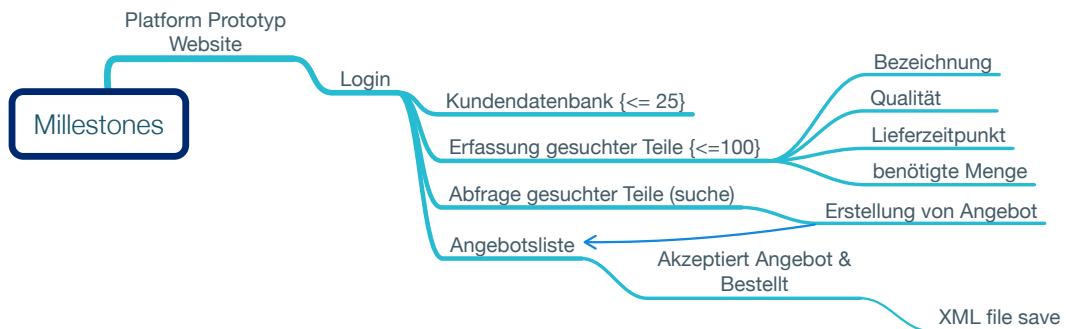 Platform Prototyp
Website
Millestones
Login
Kundendatenbank {<= 25}
Erfassung gesuchter Teile {<=100}
Bezeichnung
Qualität
Lieferzeitpunkt
benötigte Menge
Abfrage gesuchter Teile (suche)
Erstellung von Angebot
Angebotsliste
Akzeptiert Angebot &
Bestellt
XML file save